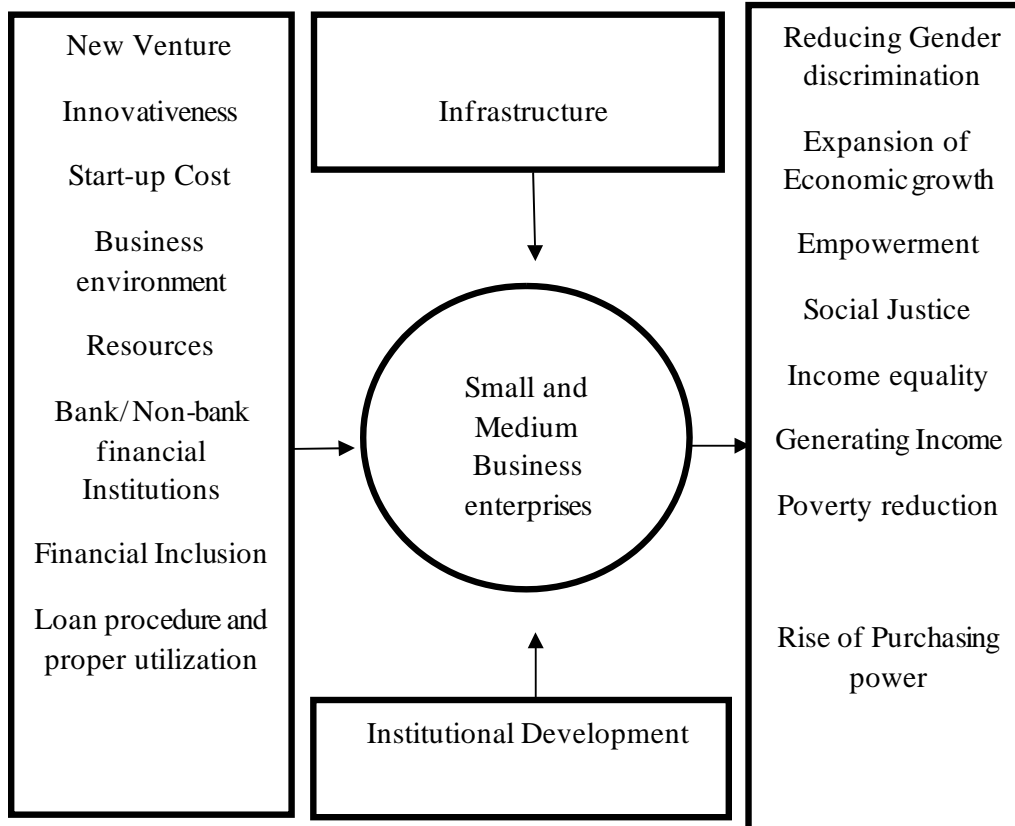 New Venture
Innovativeness
Start-up Cost
Business
environment
Resources
Bank/ Non-bank
financial
Institutions
Financial Inclusion
Loan procedure and
proper utilization
Infrastructure
Small and
Medium
Business
enterprises
Institutional Development
Reducing Gender
discrimination
Expansion of
Economic growth
Empowerment
Social Justice
Income equality
Generating Income
Poverty reduction
Rise of Purchasing
power